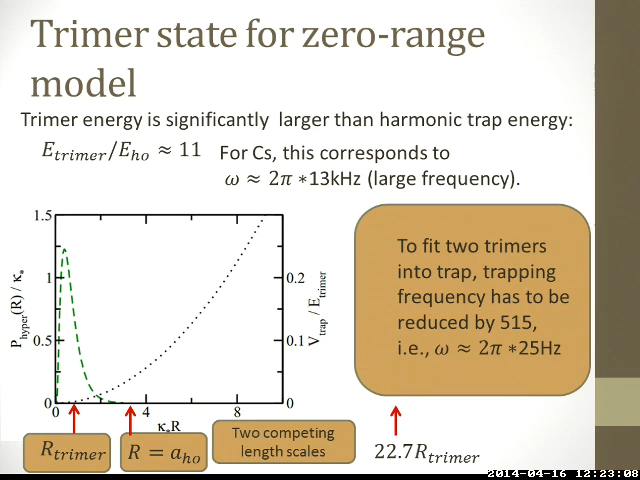 Trimer state for zero-range
model
Trimer energy is significantly larger than harmonic trap energy:
E_trimer/E_ho ≈ 11 For Cs, this corresponds to
ω ≈ 2π *13kHz (large frequency).
1.5
1
0.5
0
P_hyper(R) / κ_*
0 4 8
κ_*R
0.2
0.1
0
V_trap / E_trimer
To fit two trimers
into trap, trapping
frequency has to be
reduced by 515,
i.e., ω ≈ 2π *25Hz
R_trimer
R = a_ho
Two competing
length scales
22.7R_trimer
2014-04-16 12:23:08